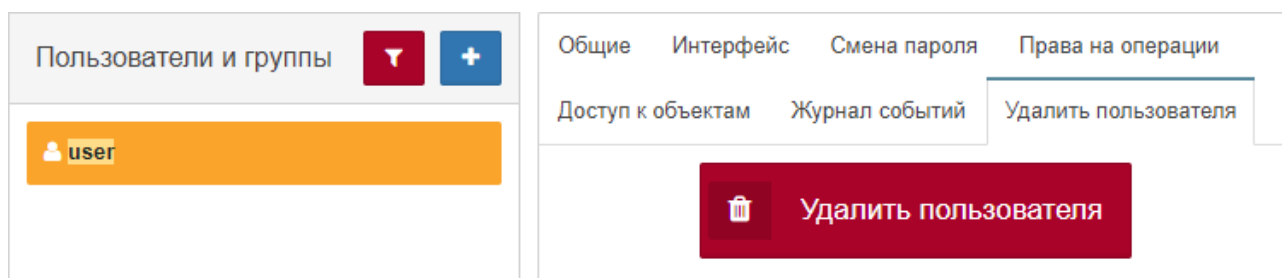 Пользователи и группы
user
Общие Интерфейс Смена пароля Права на операции
Доступ к объектам Журнал событий Удалить пользователя
Удалить пользователя